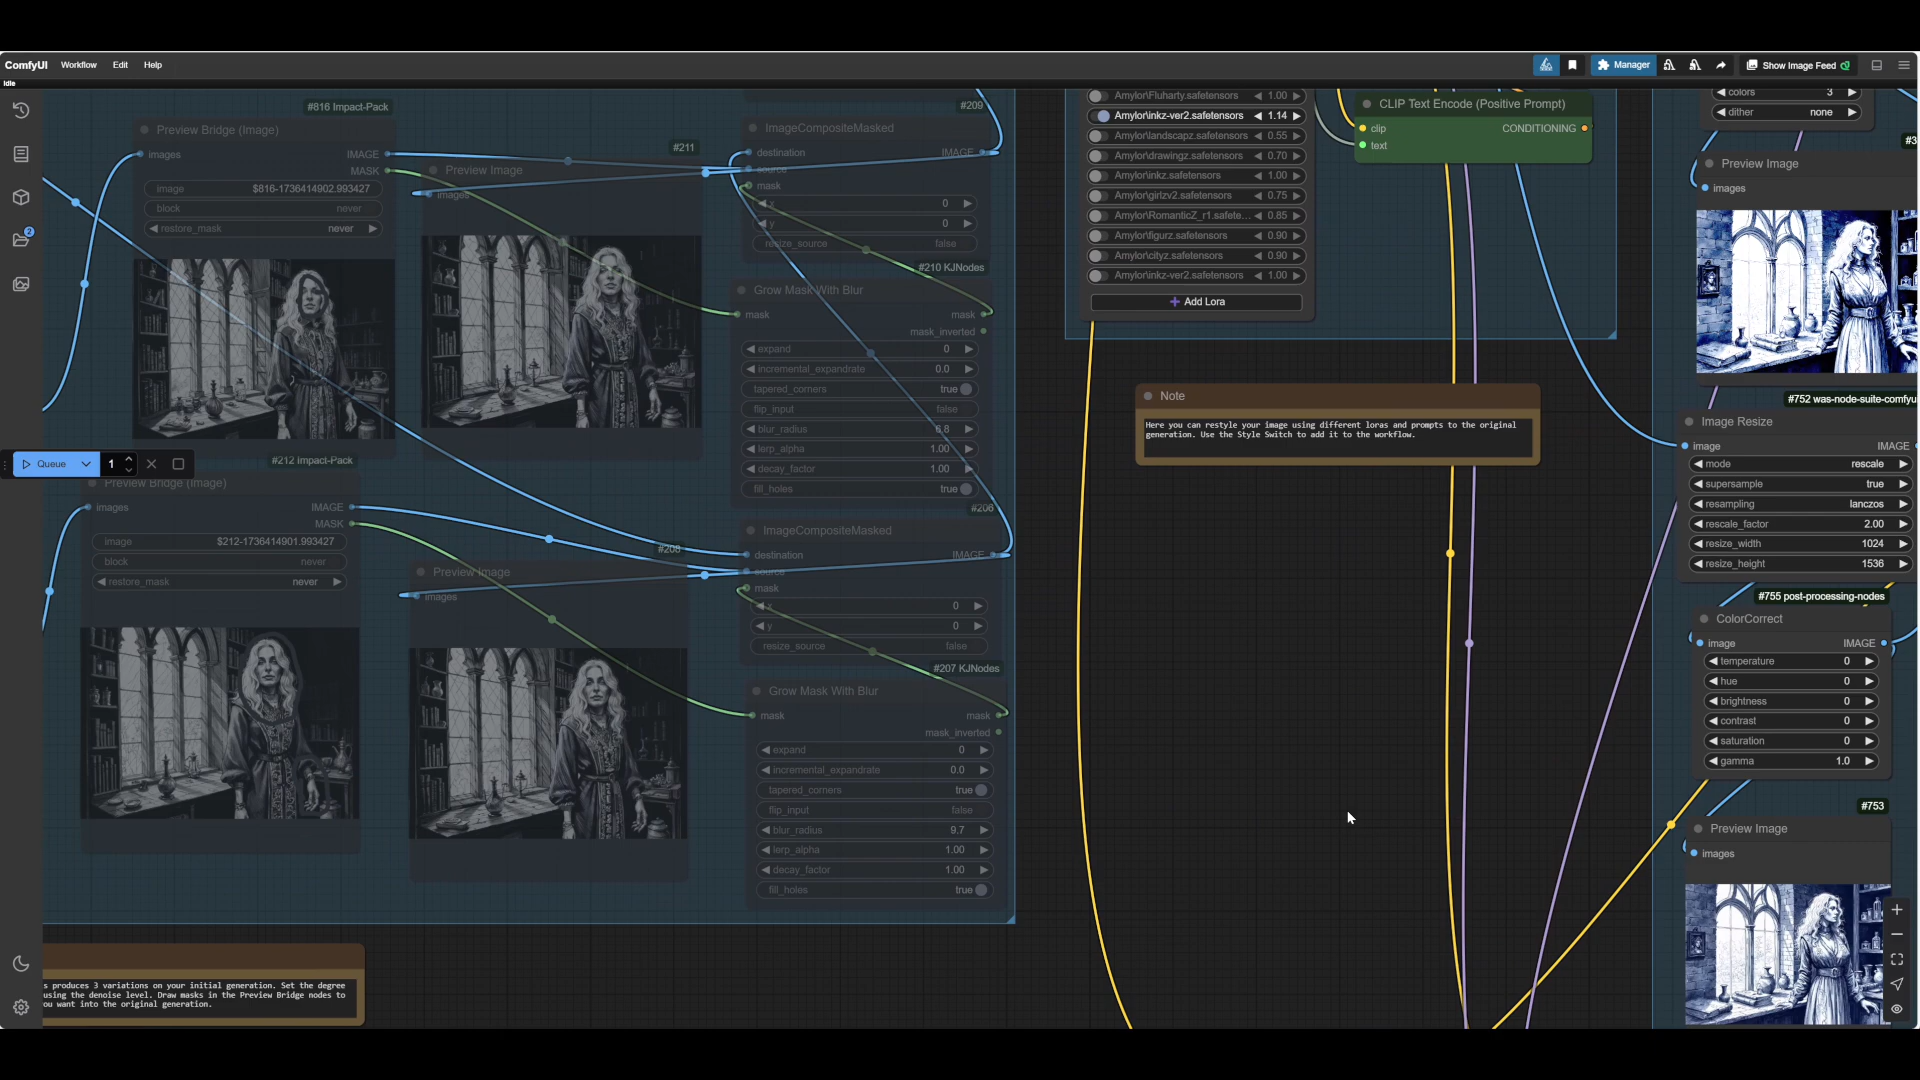 ComfyUI Workflow Edit Help
Manager Show Image Feed
Idle
#816 Impact-Pack
Preview Bridge (Image)
images IMAGE
MASK
image $816-1736414902.993427
block never
restore_mask never
#211
Preview Image
images
#209
ImageCompositeMasked
destination IMAGE
source
mask
x 0
y 0
resize_source false
#210 KJNodes
Grow Mask With Blur
mask mask
mask_inverted
expand 0
incremental_expandrate 0.0
tapered_corners true
flip_input false
blur_radius 6.8
lerp_alpha 1.00
decay_factor 1.00
fill_holes true
Queue 1
#212 Impact-Pack
Preview Bridge (Image)
images IMAGE
MASK
image $212-1736414901.993427
block never
restore_mask never
#208
Preview Image
images
#206
ImageCompositeMasked
destination IMAGE
source
mask
x 0
y 0
resize_source false
#207 KJNodes
Grow Mask With Blur
mask mask
mask_inverted
expand 0
incremental_expandrate 0.0
tapered_corners true
flip_input false
blur_radius 9.7
lerp_alpha 1.00
decay_factor 1.00
fill_holes true
s produces 3 variations on your initial generation. Set the degree
using the denoise level. Draw masks in the Preview Bridge nodes to
ou want into the original generation.
Amylor\Fluharty.safetensors 1.00
Amylor\inkz-ver2.safetensors 1.14
Amylor\landscapz.safetensors 0.55
Amylor\drawingz.safetensors 0.70
Amylor\inkz.safetensors 1.00
Amylor\girlzv2.safetensors 0.75
Amylor\RomanticZ_r1.safete... 0.85
Amylor\figurz.safetensors 0.90
Amylor\cityz.safetensors 0.90
Amylor\inkz-ver2.safetensors 1.00
+ Add Lora
CLIP Text Encode (Positive Prompt)
clip CONDITIONING
text
Note
Here you can restyle your image using different loras and prompts to the original
generation. Use the Style Switch to add it to the workflow.
colors 3
dither none
#3
Preview Image
images
#752 was-node-suite-comfyu
Image Resize
image IMAGE
mode rescale
supersample true
resampling lanczos
rescale_factor 2.00
resize_width 1024
resize_height 1536
#755 post-processing-nodes
ColorCorrect
image IMAGE
temperature 0
hue 0
brightness 0
contrast 0
saturation 0
gamma 1.0
#753
Preview Image
images